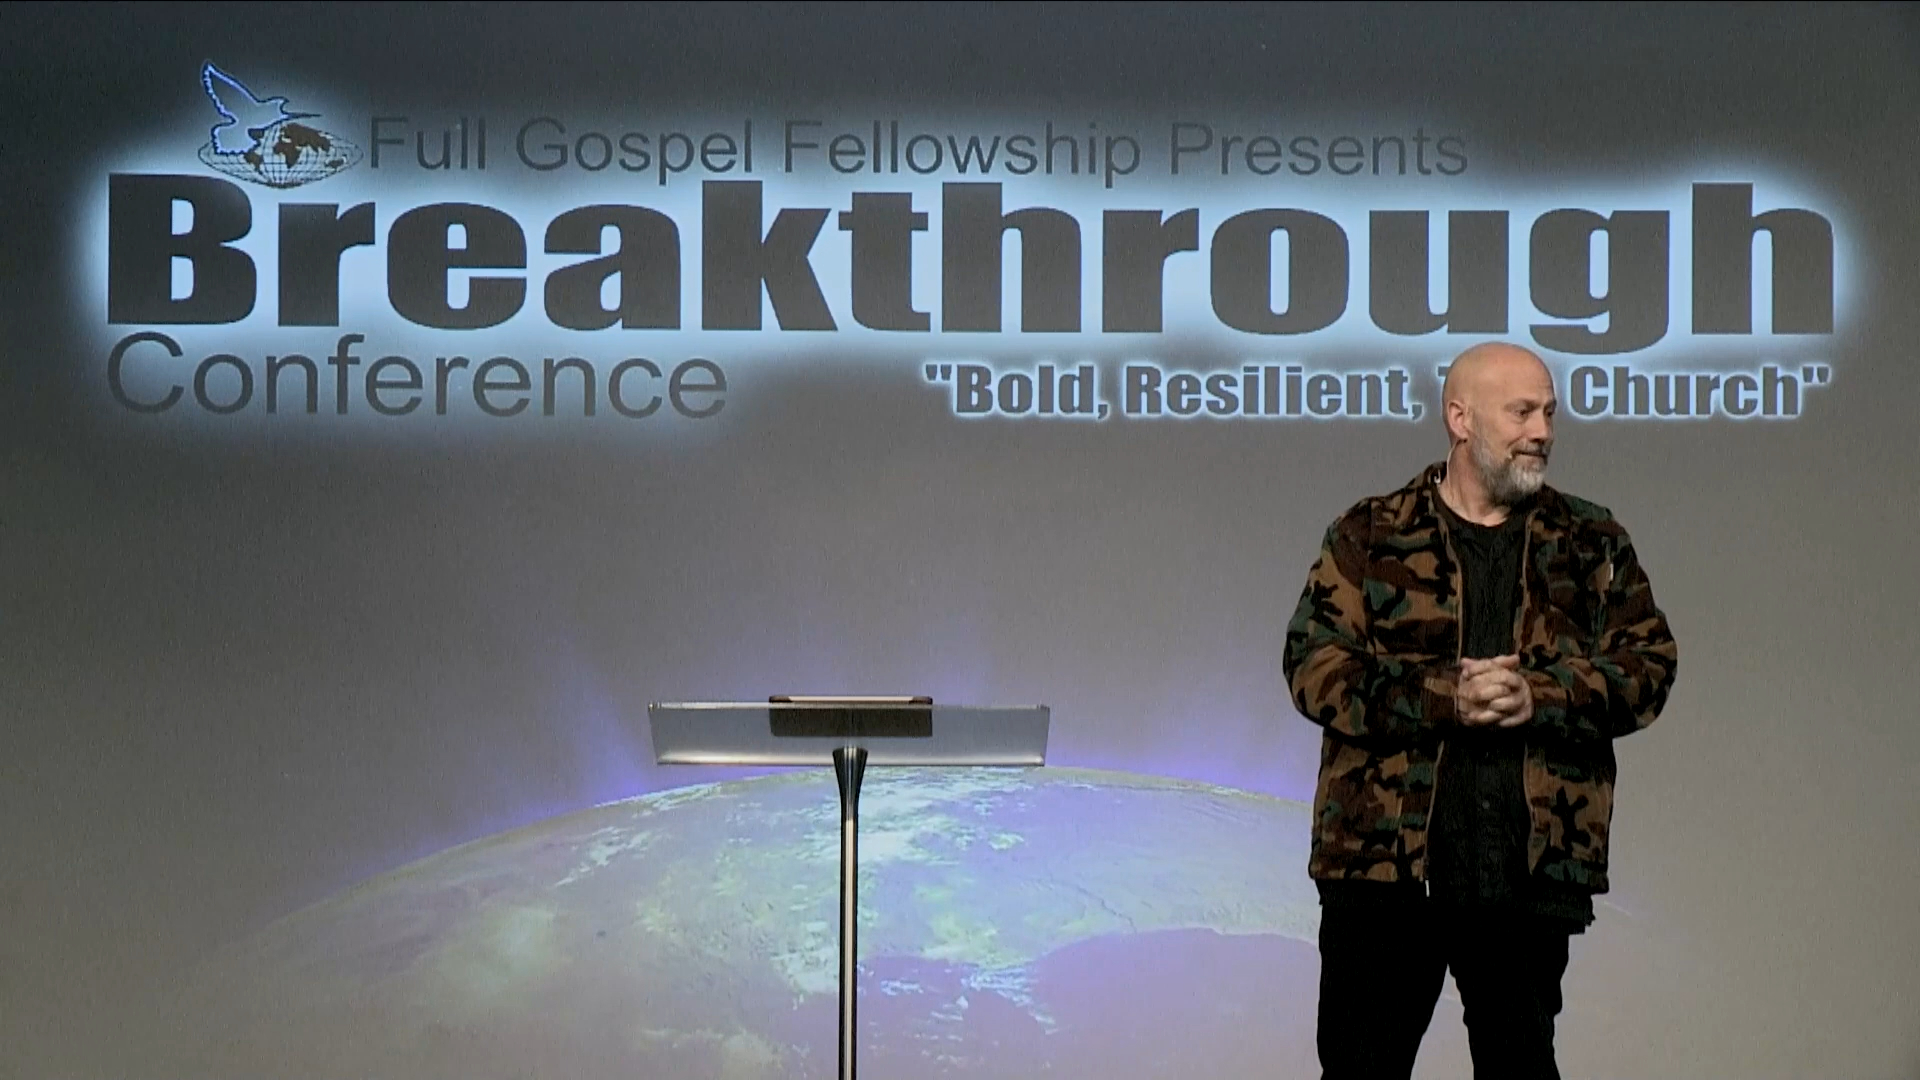 Full Gospel Fellowship Presents
Breakthrough
Conference
"Bold, Resilient, Church"